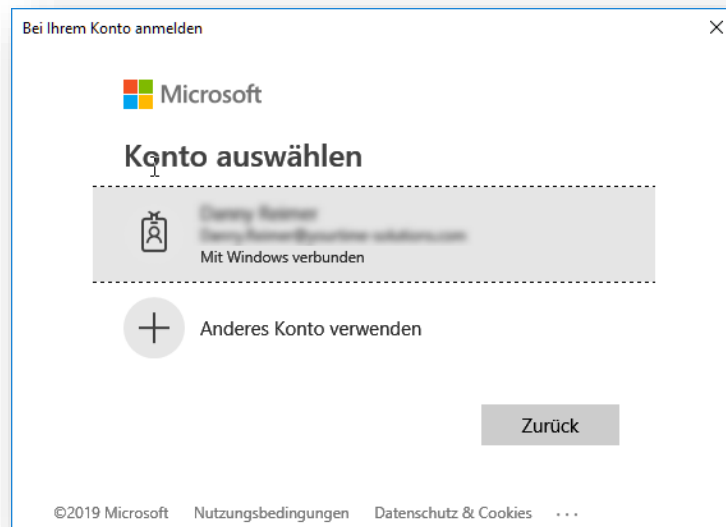 Bei Ihrem Konto anmelden
Microsoft
Konto auswählen
Mit Windows verbunden
Anderes Konto verwenden
Zurück
©2019 Microsoft Nutzungsbedingungen Datenschutz & Cookies ...